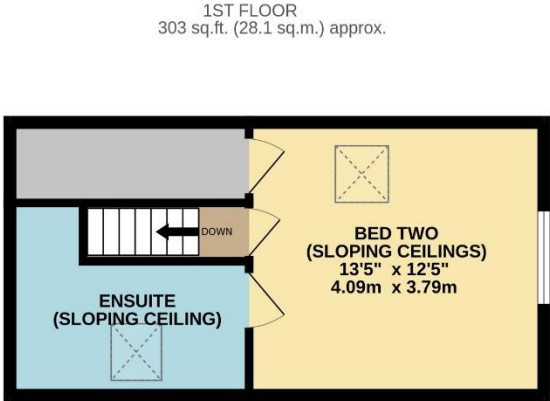 1ST FLOOR
303 sq.ft. (28.1 sq.m.) approx.
DOWN
BED TWO
(SLOPING CEILINGS)
13'5" x 12'5"
4.09m x 3.79m
ENSUITE
(SLOPING CEILING)